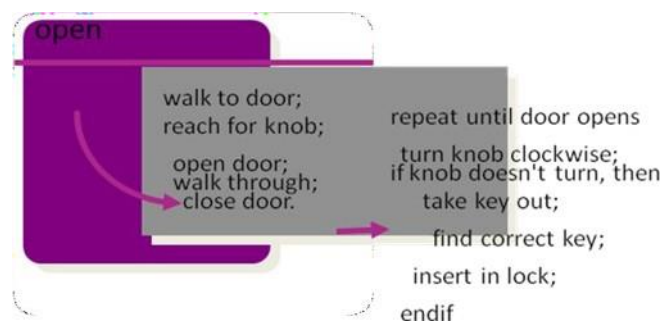 open
walk to door;
reach for knob;
open door;
walk through;
close door.
repeat until door opens
turn knob clockwise;
if knob doesn't turn, then
take key out;
find correct key;
insert in lock;
endif